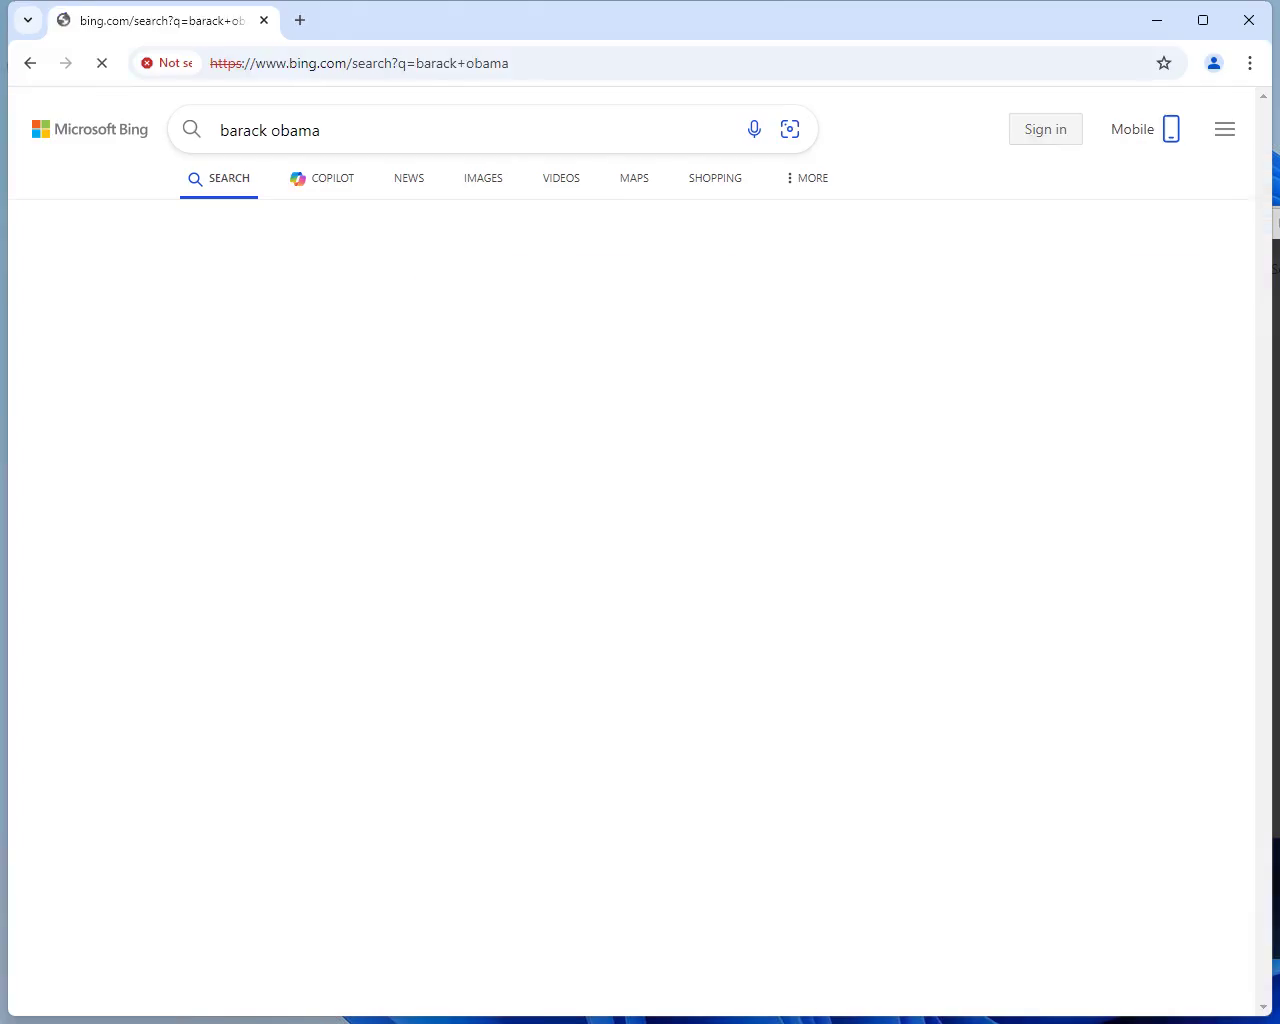 bing.com/search?q=barack+ob
Not se
https://www.bing.com/search?q=barack+obama
Microsoft Bing
barack obama
Sign in
Mobile
SEARCH
COPILOT
NEWS
IMAGES
VIDEOS
MAPS
SHOPPING
MORE